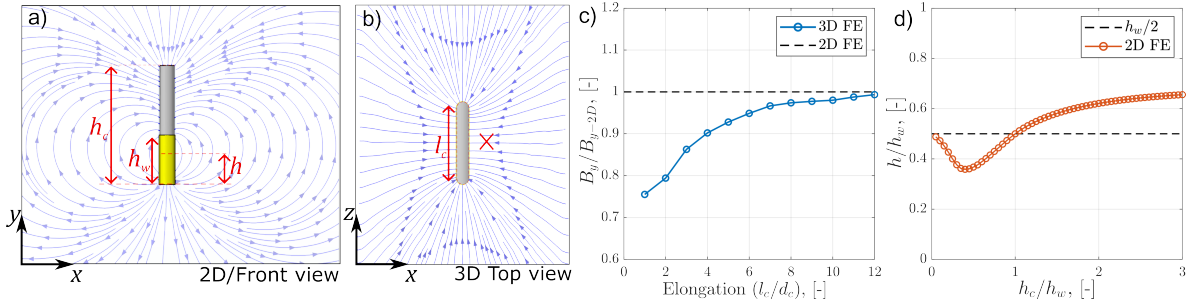 a)
h_c
h_w
h
y
x
2D/Front view
b)
l_c
z
x
3D Top view
c)
B_y/B_{y-2D}, [-]
1.2
1.1
1
0.9
0.8
0.7
0.6
0
2
4
6
8
10
12
Elongation (l_c/d_c), [-]
3D FE
2D FE
d)
h/h_w, [-]
1
0.8
0.6
0.4
0.2
0
0
1
2
3
h_c/h_w, [-]
h_w/2
2D FE